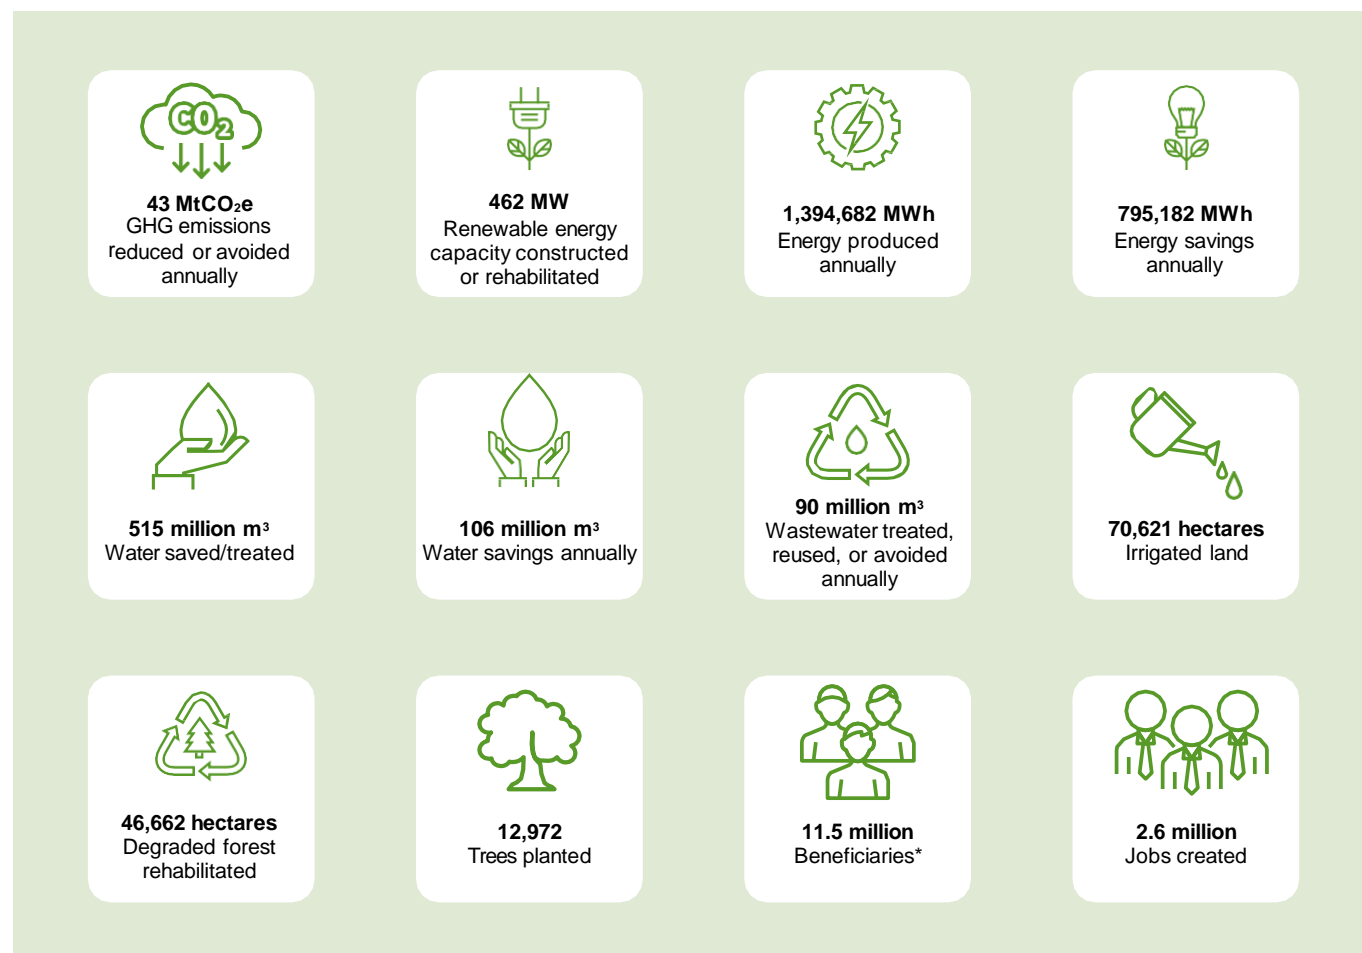 CO2
43 MtCO₂e
GHG emissions
reduced or avoided
annually
462 MW
Renewable energy
capacity constructed
or rehabilitated
1,394,682 MWh
Energy produced
annually
795,182 MWh
Energy savings
annually
515 million m³
Water saved/treated
106 million m³
Water savings annually
90 million m³
Wastewater treated,
reused, or avoided
annually
70,621 hectares
Irrigated land
46,662 hectares
Degraded forest
rehabilitated
12,972
Trees planted
11.5 million
Beneficiaries*
2.6 million
Jobs created